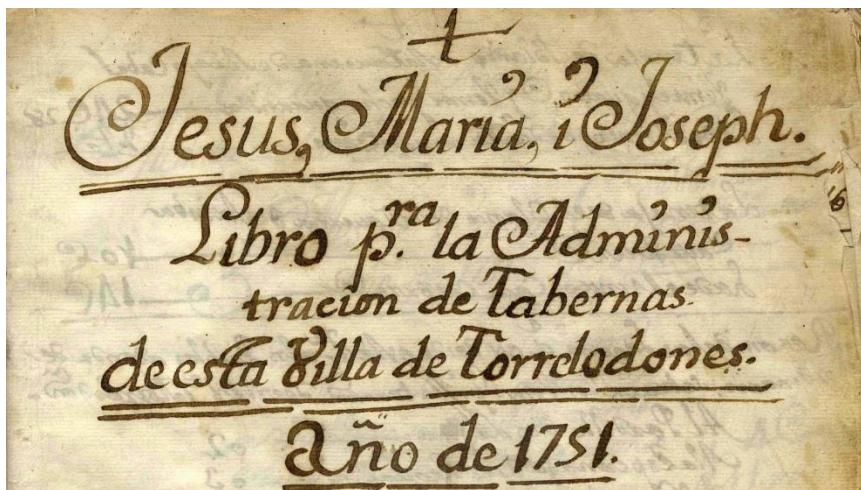 Jesus, Maria, i Joseph.
Libro p.ra la Adminis-
tracion de Tabernas
de esta Villa de Torrelodones.
Año de 1751.